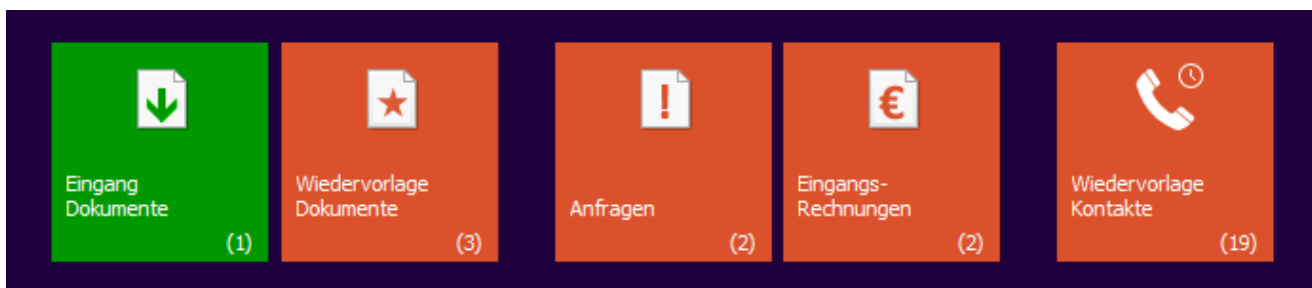 Eingang
Dokumente
(1)
Wiedervorlage
Dokumente
(3)
!
Anfragen
(2)
€
Eingangs-
Rechnungen
(2)
Wiedervorlage
Kontakte
(19)